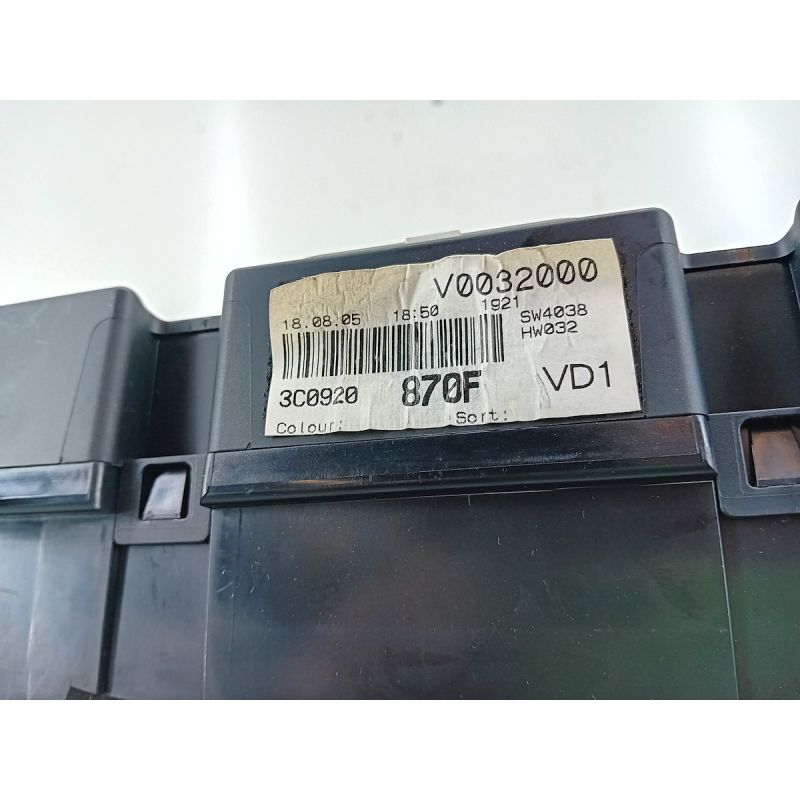 V0032000
18.08.05 18:50 1921 SW4038
HW032
3C0920 870F VD1
Colour: Sort: